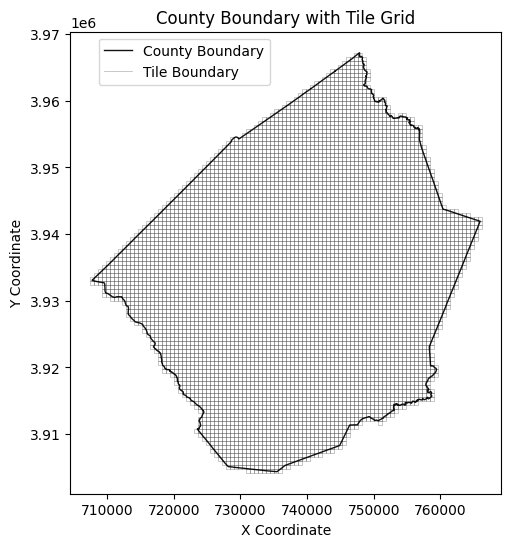 County Boundary with Tile Grid
1e6
County Boundary
Tile Boundary
3.97
3.96
3.95
3.94
3.93
3.92
3.91
Y Coordinate
710000 720000 730000 740000 750000 760000
X Coordinate